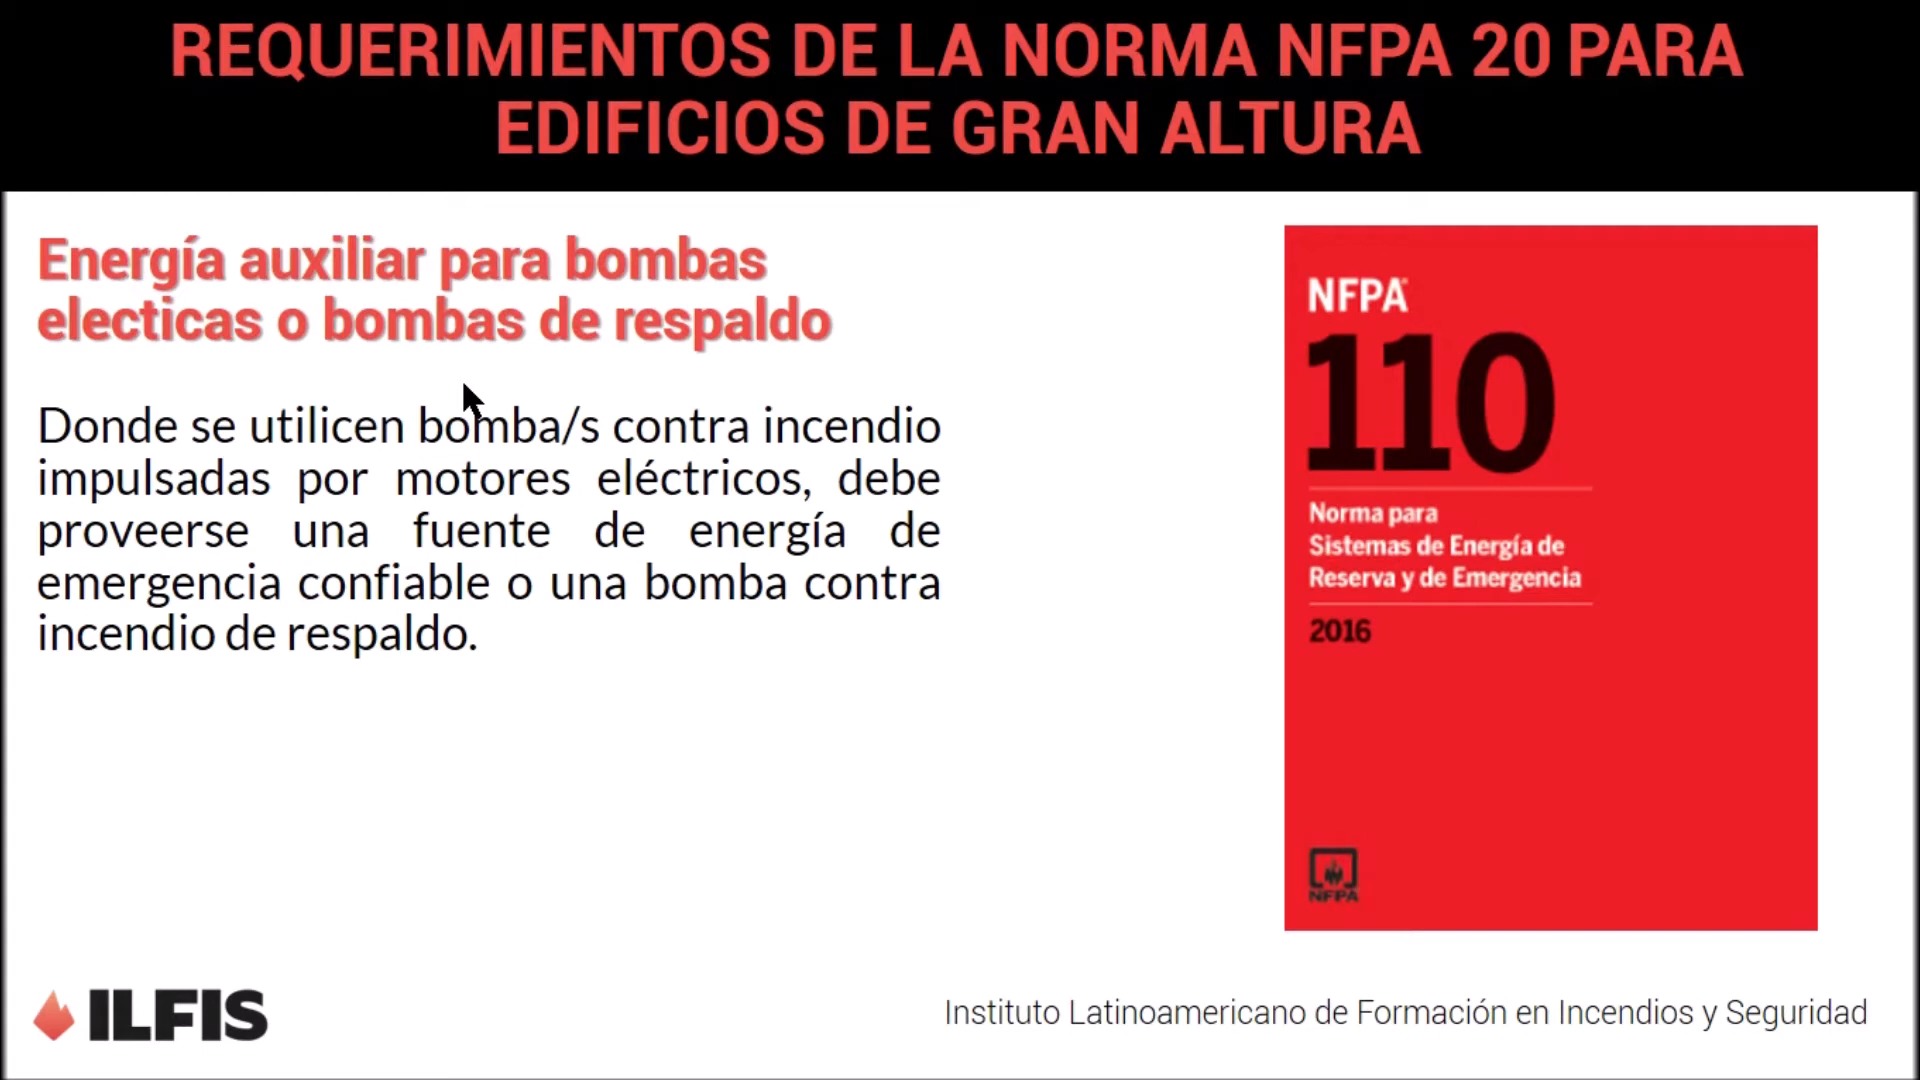 REQUERIMIENTOS DE LA NORMA NFPA 20 PARA
EDIFICIOS DE GRAN ALTURA
Energía auxiliar para bombas
electicas o bombas de respaldo
Donde se utilicen bomba/s contra incendio
impulsadas por motores eléctricos, debe
proveerse una fuente de energía de
emergencia confiable o una bomba contra
incendio de respaldo.
NFPA®
110
Norma para
Sistemas de Energía de
Reserva y de Emergencia
2016
NFPA
ILFIS
Instituto Latinoamericano de Formación en Incendios y Seguridad